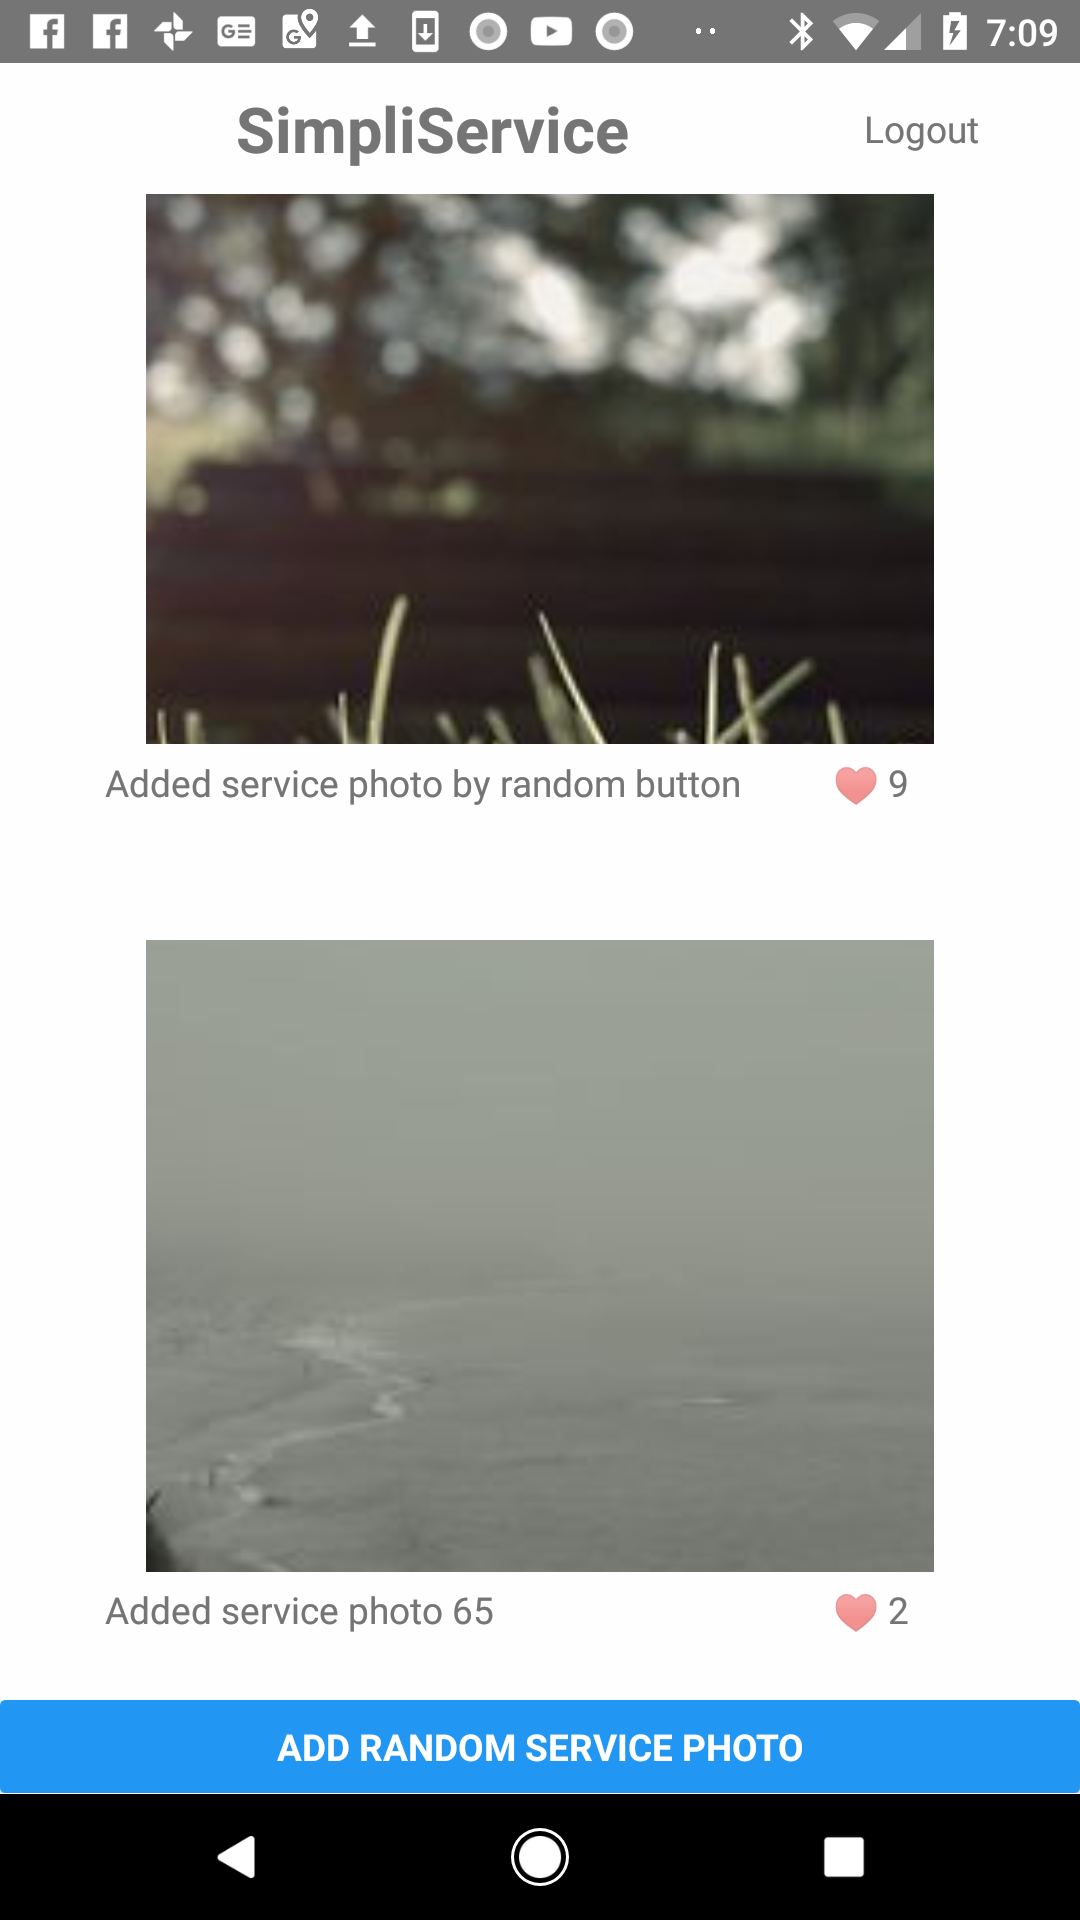 7:09
SimpliService
Logout
Added service photo by random button
9
Added service photo 65
2
ADD RANDOM SERVICE PHOTO